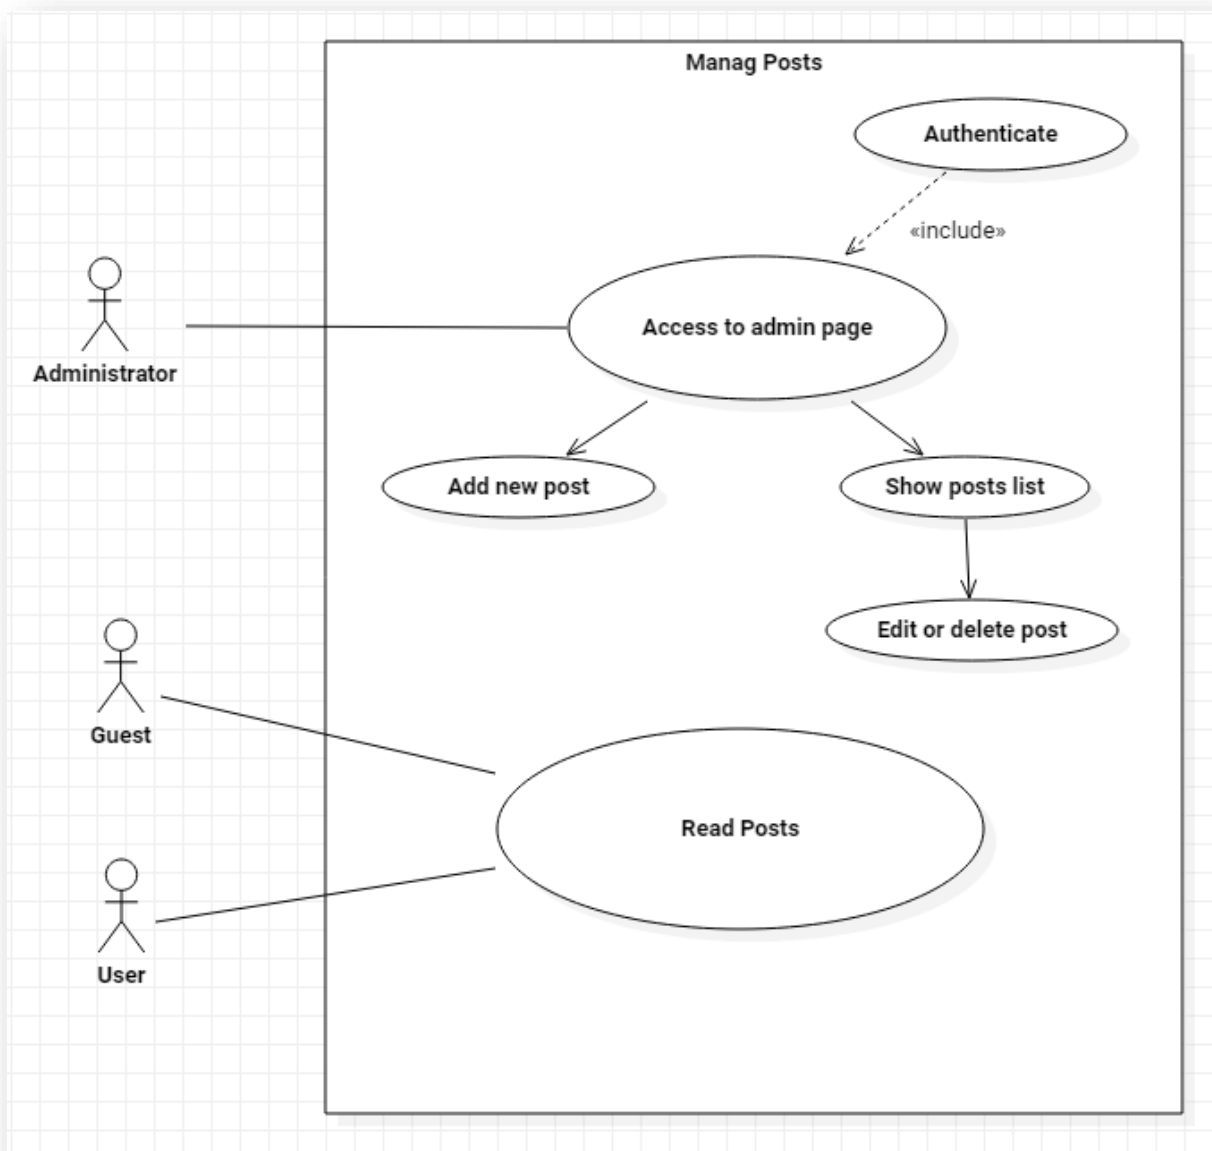 Manag Posts
Authenticate
«include»
Access to admin page
Administrator
Add new post
Show posts list
Edit or delete post
Guest
Read Posts
User